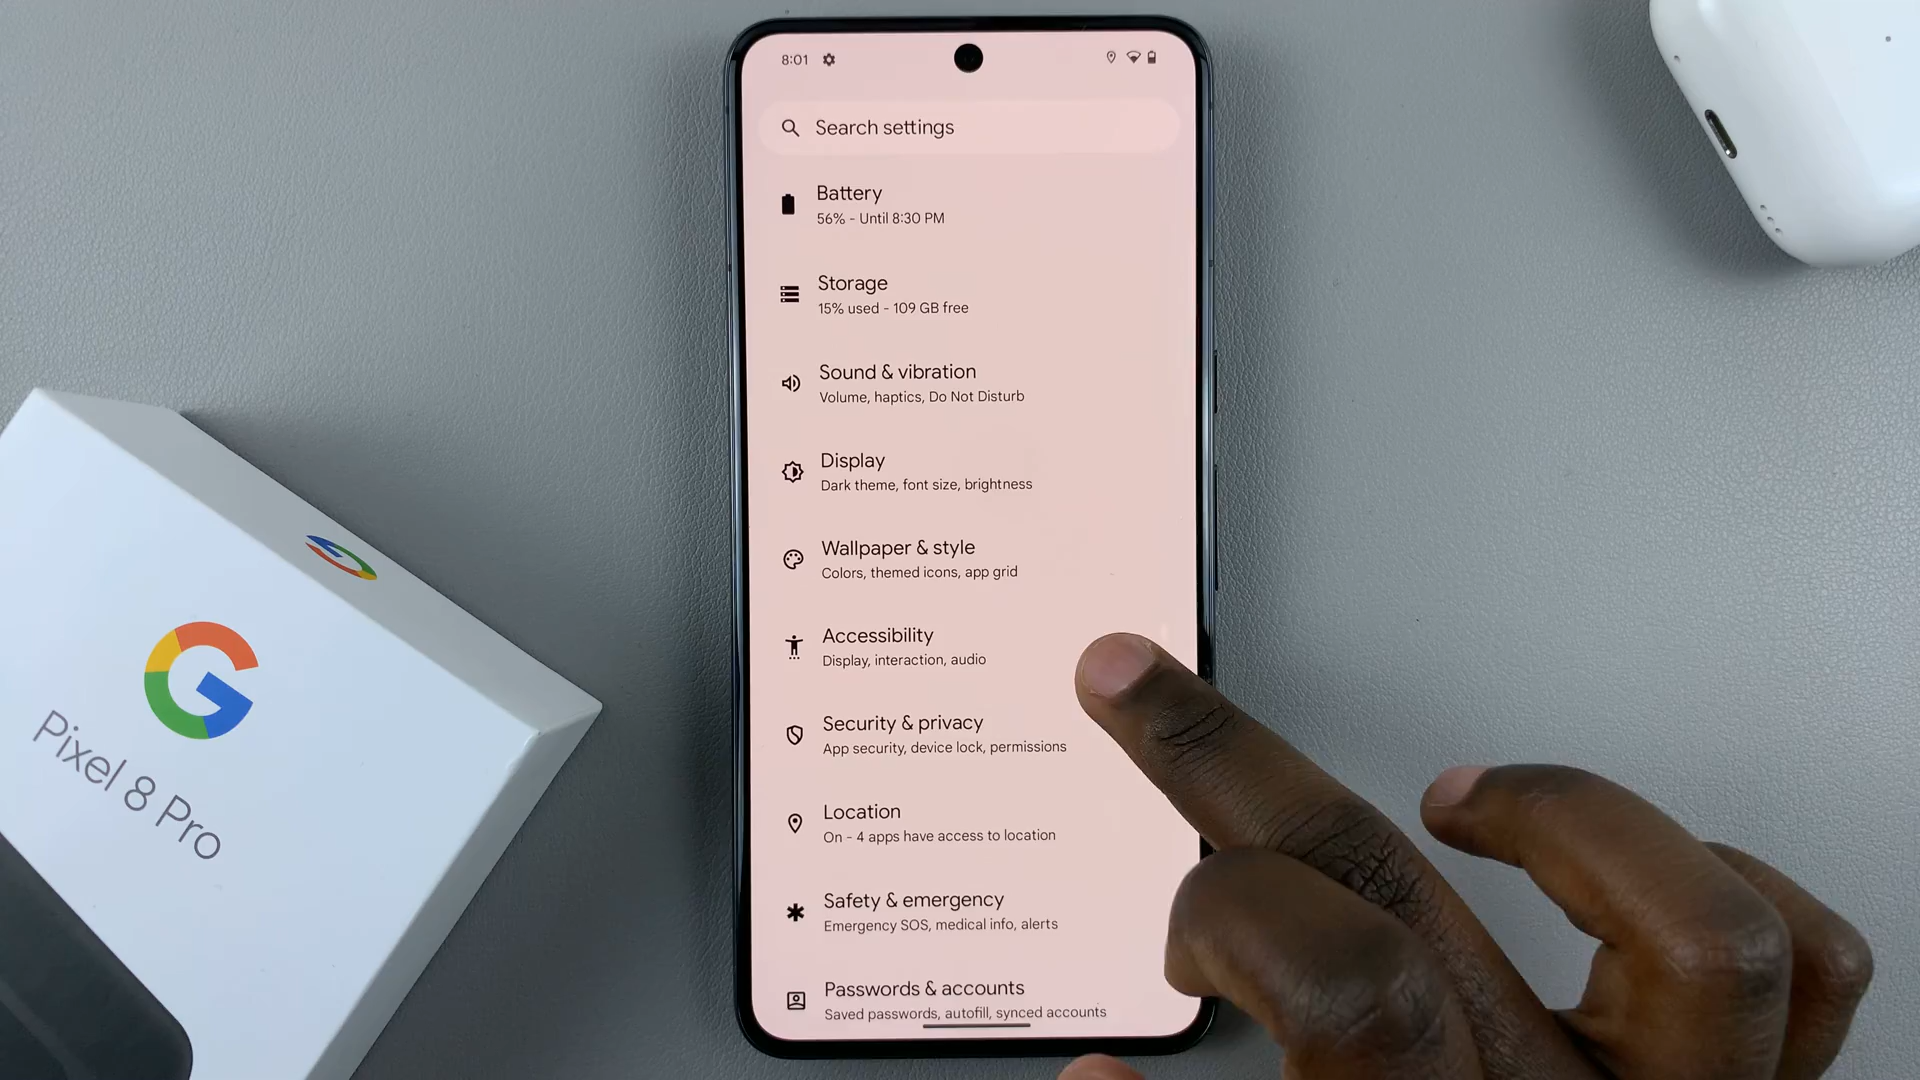 8:01
Search settings
Battery
56% - Until 8:30 PM
Storage
15% used - 109 GB free
Sound & vibration
Volume, haptics, Do Not Disturb
Display
Dark theme, font size, brightness
Wallpaper & style
Colors, themed icons, app grid
Accessibility
Display, interaction, audio
Security & privacy
App security, device lock, permissions
Location
On - 4 apps have access to location
Safety & emergency
Emergency SOS, medical info, alerts
Passwords & accounts
Saved passwords, autofill, synced accounts
G
Pixel 8 Pro